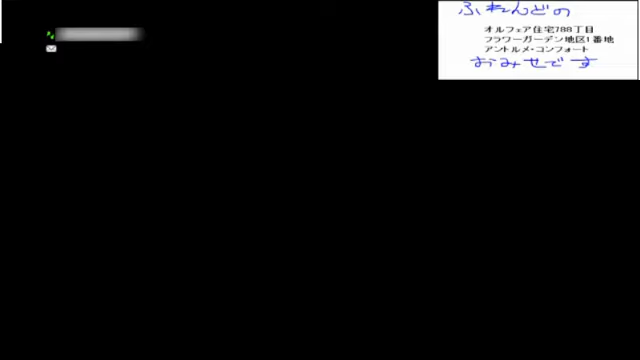 ふれんどの
オルフェア住宅788丁目
フラワーガーデン地区1番地
アントルメ・コンフォート
おみせです